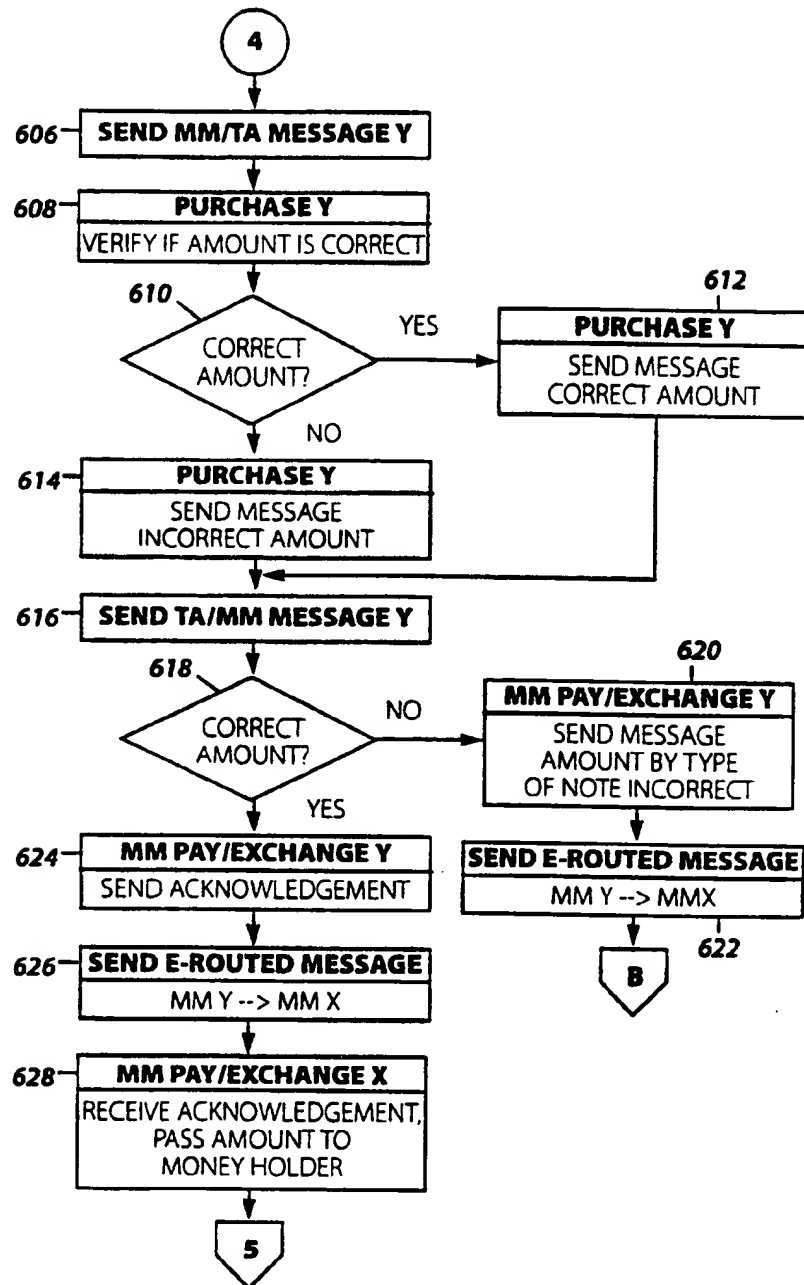 4
606
SEND MM/TA MESSAGE Y
608
PURCHASE Y
VERIFY IF AMOUNT IS CORRECT
610
CORRECT
AMOUNT?
YES
612
PURCHASE Y
SEND MESSAGE
CORRECT AMOUNT
NO
614
PURCHASE Y
SEND MESSAGE
INCORRECT AMOUNT
616
SEND TA/MM MESSAGE Y
618
CORRECT
AMOUNT?
NO
620
MM PAY/EXCHANGE Y
SEND MESSAGE
AMOUNT BY TYPE
OF NOTE INCORRECT
SEND E-ROUTED MESSAGE
MM Y --> MMX
622
B
YES
624
MM PAY/EXCHANGE Y
SEND ACKNOWLEDGEMENT
626
SEND E-ROUTED MESSAGE
MM Y --> MM X
628
MM PAY/EXCHANGE X
RECEIVE ACKNOWLEDGEMENT,
PASS AMOUNT TO
MONEY HOLDER
5